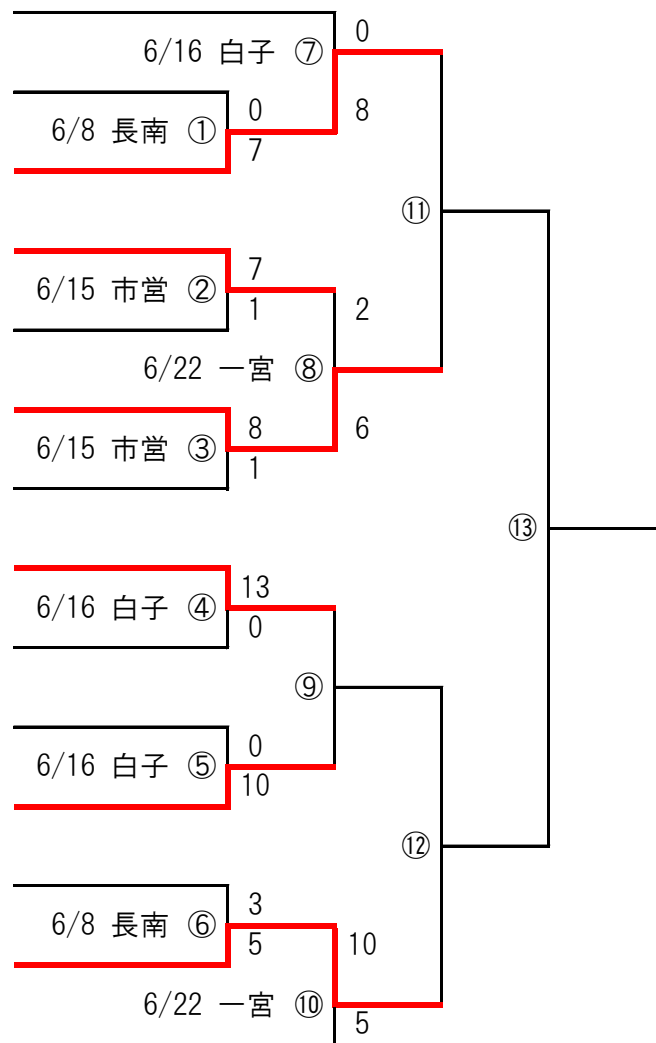 0
6/16 白子 ⑦
0
8
6/8 長南 ①
7
⑪
7
6/15 市営 ②
1
2
6/22 一宮 ⑧
8
6
6/15 市営 ③
1
⑬
13
6/16 白子 ④
0
⑨
0
6/16 白子 ⑤
10
⑫
3
6/8 長南 ⑥
5
10
6/22 一宮 ⑩
5